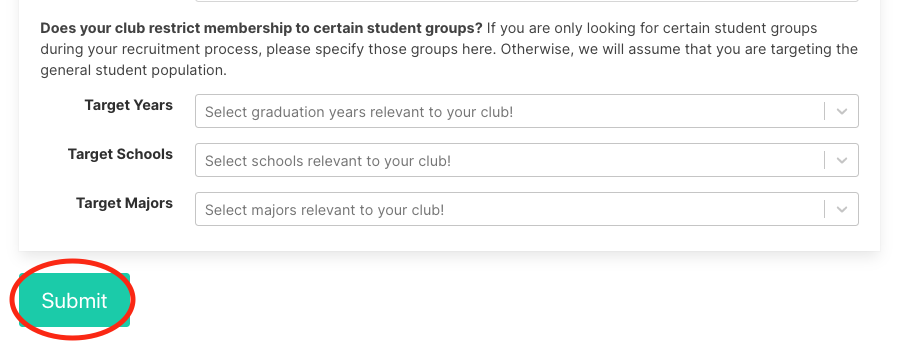 Does your club restrict membership to certain student groups? If you are only looking for certain student groups
during your recruitment process, please specify those groups here. Otherwise, we will assume that you are targeting the
general student population.
Target Years
Select graduation years relevant to your club!
Target Schools
Select schools relevant to your club!
Target Majors
Select majors relevant to your club!
Submit